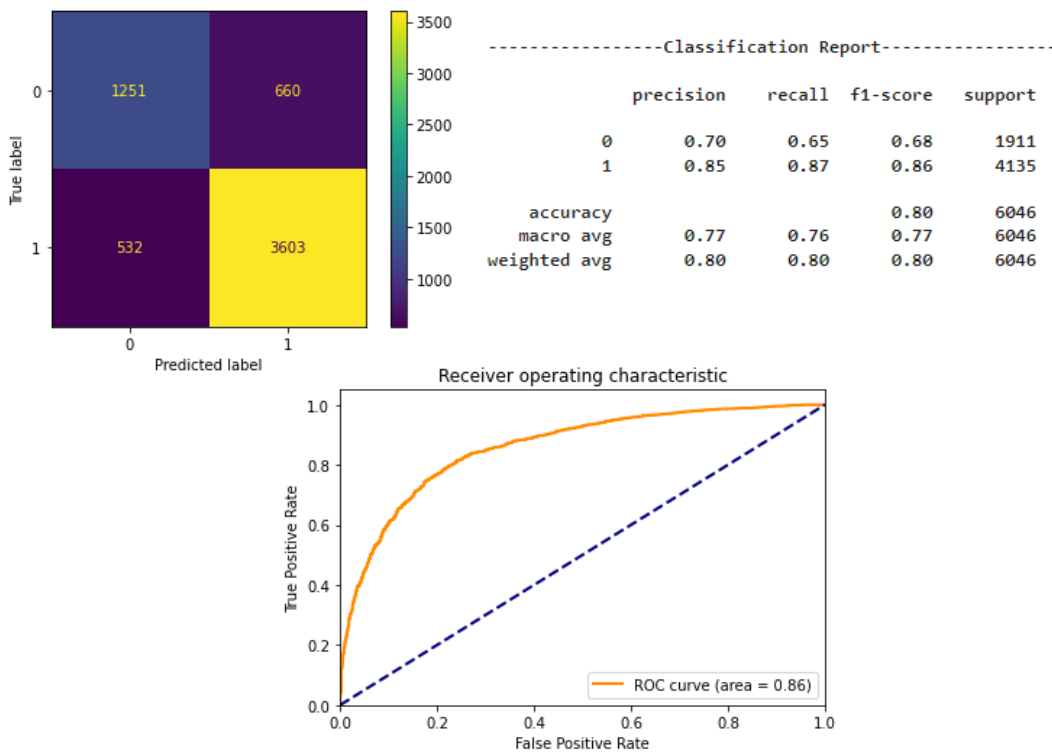 1251 660
532 3603
0
1
True label
0 1
Predicted label
3500
3000
2500
2000
1500
1000
----------------Classification Report----------------
precision recall f1-score support
0 0.70 0.65 0.68 1911
1 0.85 0.87 0.86 4135
accuracy 0.80 6046
macro avg 0.77 0.76 0.77 6046
weighted avg 0.80 0.80 0.80 6046
Receiver operating characteristic
1.0
0.8
0.6
0.4
0.2
0.0
True Positive Rate
ROC curve (area = 0.86)
0.0 0.2 0.4 0.6 0.8 1.0
False Positive Rate